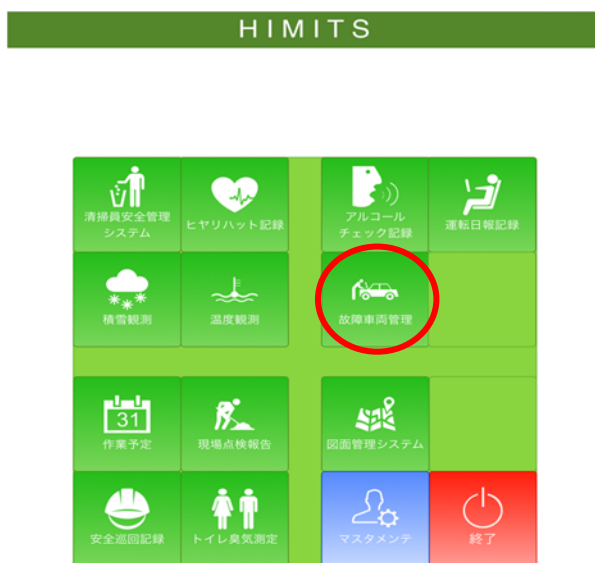 HIMITS
清掃員安全管理
システム
ヒヤリハット記録
アルコール
チェック記録
運転日報記録
積雪観測
温度観測
故障車両管理
31
作業予定
現場点検報告
図面管理システム
安全巡回記録
トイレ臭気測定
マスタメンテ
終了